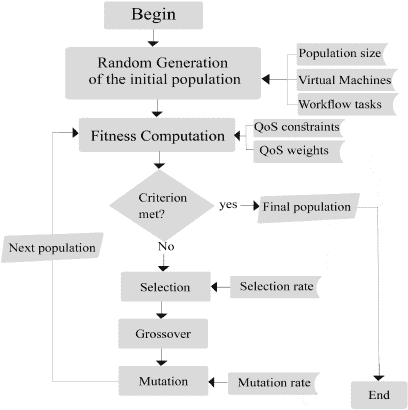 Begin
Random Generation
of the initial population
Population size
Virtual Machines
Workflow tasks
Fitness Computation
QoS constraints
QoS weights
Criterion
met?
yes
Final population
No
Next population
Selection
Selection rate
Grossover
Mutation
Mutation rate
End